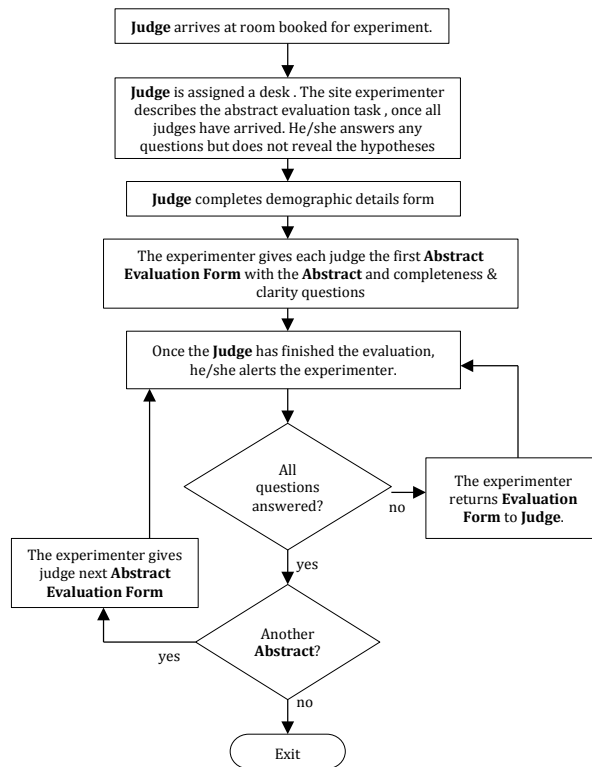 Judge arrives at room booked for experiment.
Judge is assigned a desk . The site experimenter
describes the abstract evaluation task , once all
judges have arrived. He/she answers any
questions but does not reveal the hypotheses
Judge completes demographic details form
The experimenter gives each judge the first Abstract
Evaluation Form with the Abstract and completeness &
clarity questions
Once the Judge has finished the evaluation,
he/she alerts the experimenter.
All
questions
answered?
no
The experimenter
returns Evaluation
Form to Judge.
yes
The experimenter gives
judge next Abstract
Evaluation Form
Another
Abstract?
yes
no
Exit